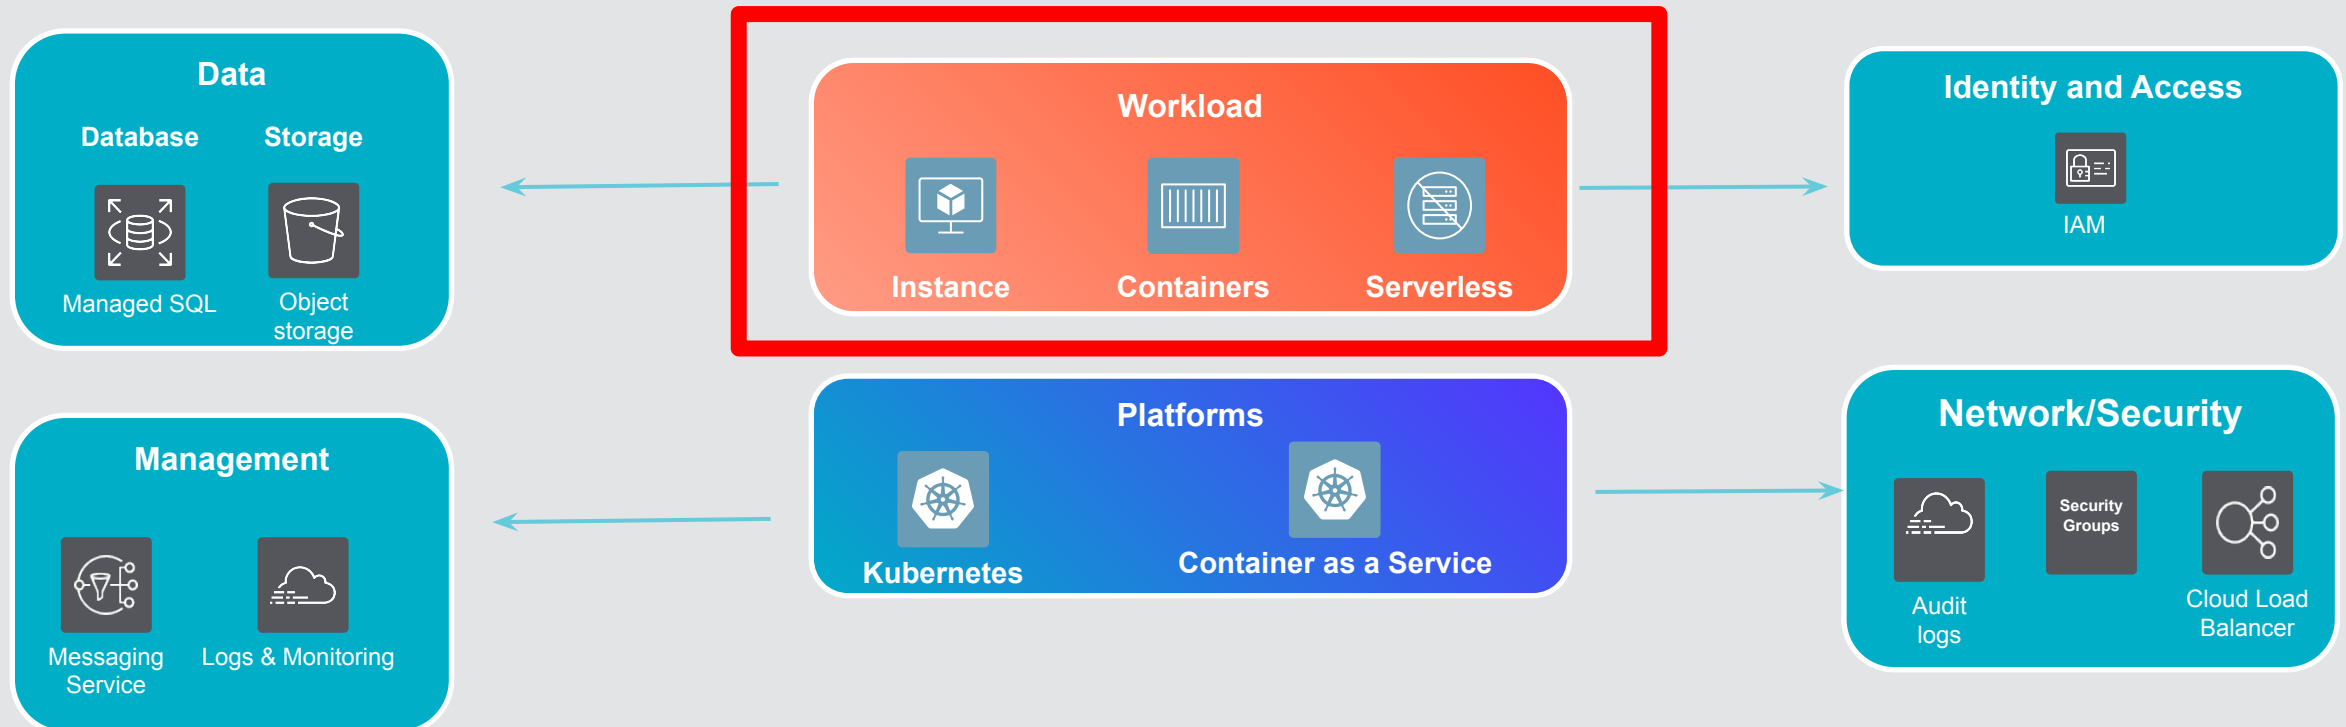 Data
Database
Storage
Managed SQL
Object
storage
Workload
Instance
Containers
Serverless
Identity and Access
IAM
Management
Messaging
Service
Logs & Monitoring
Platforms
Kubernetes
Container as a Service
Network/Security
Audit
logs
Security
Groups
Cloud Load
Balancer